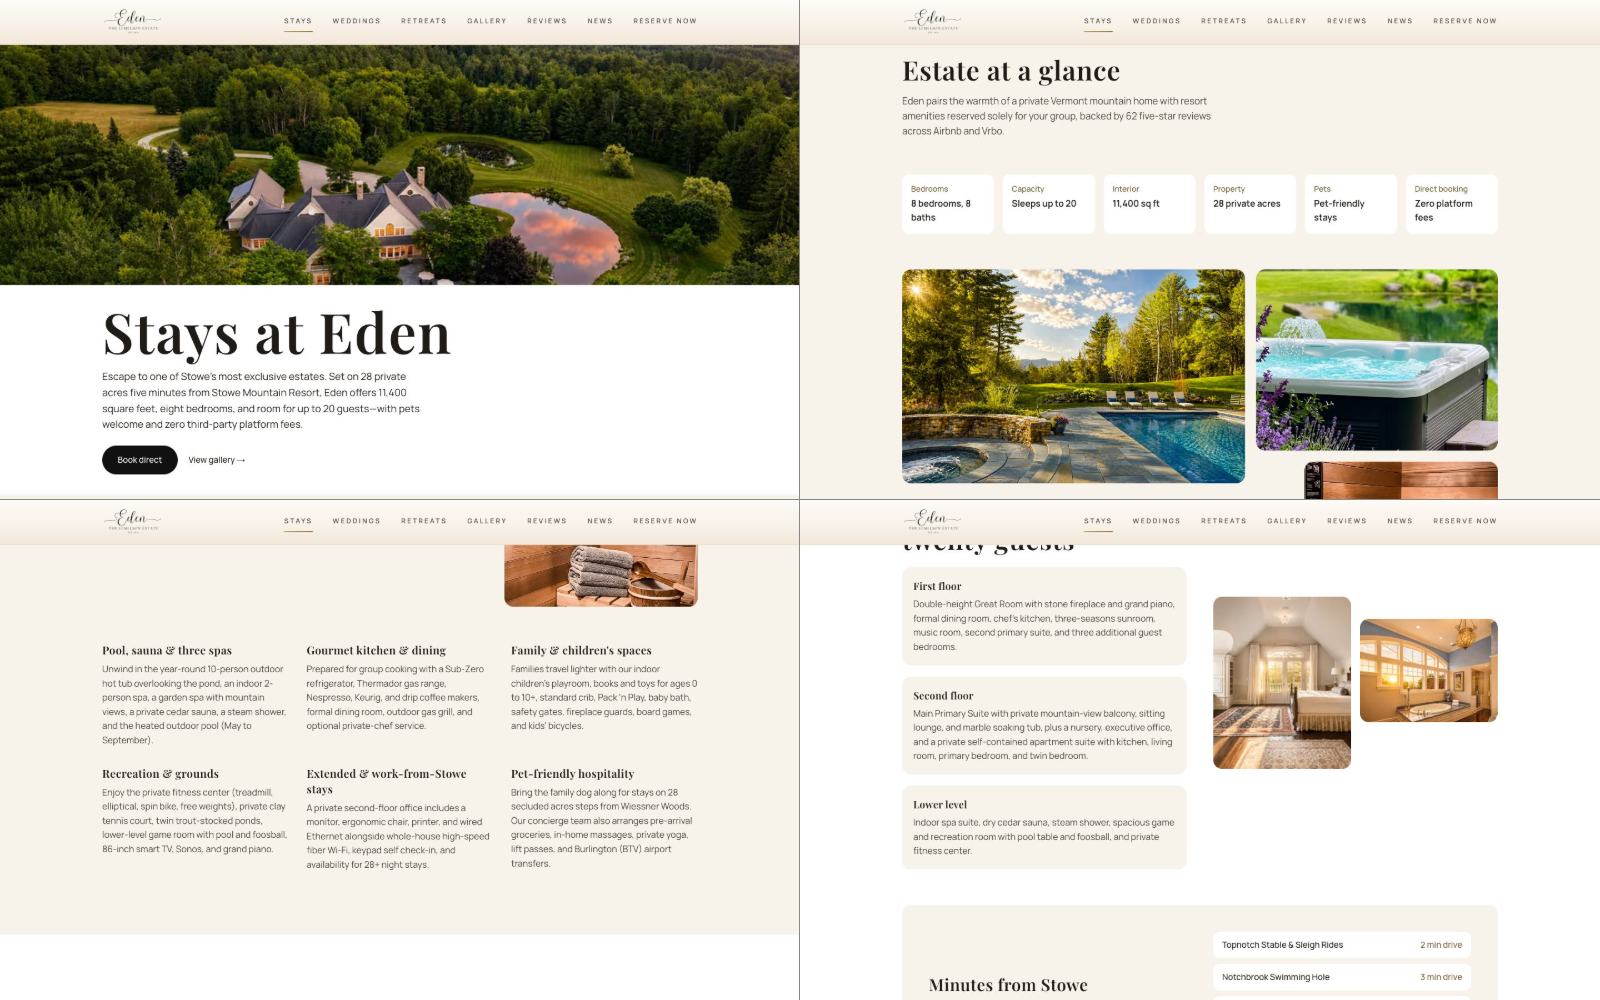 Eden
STAYS WEDDINGS RETREATS GALLERY REVIEWS NEWS RESERVE NOW
Stays at Eden
Escape to one of Stowe's most exclusive estates. Set on 28 private
acres five minutes from Stowe Mountain Resort, Eden offers 11,400
square feet, eight bedrooms, and room for up to 20 guests—with pets
welcome and zero third-party platform fees.
Book direct View gallery →
Eden
STAYS WEDDINGS RETREATS GALLERY REVIEWS NEWS RESERVE NOW
Estate at a glance
Eden pairs the warmth of a private Vermont mountain home with resort
amenities reserved solely for your group, backed by 62 five-star reviews
across Airbnb and Vrbo.
Bedrooms
8 bedrooms, 8
baths
Capacity
Sleeps up to 20
Interior
11,400 sq ft
Property
28 private acres
Pets
Pet-friendly
stays
Direct booking
Zero platform
fees
Eden
STAYS WEDDINGS RETREATS GALLERY REVIEWS NEWS RESERVE NOW
Pool, sauna & three spas
Unwind in the year-round 10-person outdoor
hot tub overlooking the pond, an indoor 2-
person spa, a garden spa with mountain
views, a private cedar sauna, a steam shower,
and the heated outdoor pool (May to
September).
Gourmet kitchen & dining
Prepared for group cooking with a Sub-Zero
refrigerator, Thermador gas range,
Nespresso, Keurig, and drip coffee makers,
formal dining room, outdoor gas grill, and
optional private-chef service.
Family & children's spaces
Families travel lighter with our indoor
children's playroom, books and toys for ages 0
to 10+, standard crib, Pack 'n Play, baby bath,
safety gates, fireplace guards, board games,
and kids' bicycles.
Recreation & grounds
Enjoy the private fitness center (treadmill,
elliptical, spin bike, free weights), private clay
tennis court, twin trout-stocked ponds,
lower-level game room with pool and foosball,
86-inch smart TV, Sonos, and grand piano.
Extended & work-from-Stowe
stays
A private second-floor office includes a
monitor, ergonomic chair, printer, and wired
Ethernet alongside whole-house high-speed
fiber Wi-Fi, keypad self check-in, and
availability for 28+ night stays.
Pet-friendly hospitality
Bring the family dog along for stays on 28
secluded acres steps from Wiessner Woods.
Our concierge team also arranges pre-arrival
groceries, in-home massages, private yoga,
lift passes, and Burlington (BTV) airport
transfers.
Eden
STAYS WEDDINGS RETREATS GALLERY REVIEWS NEWS RESERVE NOW
twenty guests
First floor
Double-height Great Room with stone fireplace and grand piano,
formal dining room, chef's kitchen, three-seasons sunroom,
music room, second primary suite, and three additional guest
bedrooms.
Second floor
Main Primary Suite with private mountain-view balcony, sitting
lounge, and marble soaking tub, plus a nursery, executive office,
and a private self-contained apartment suite with kitchen, living
room, primary bedroom, and twin bedroom.
Lower level
Indoor spa suite, dry cedar sauna, steam shower, spacious game
and recreation room with pool table and foosball, and private
fitness center.
Minutes from Stowe
Topnotch Stable & Sleigh Rides 2 min drive
Notchbrook Swimming Hole 3 min drive